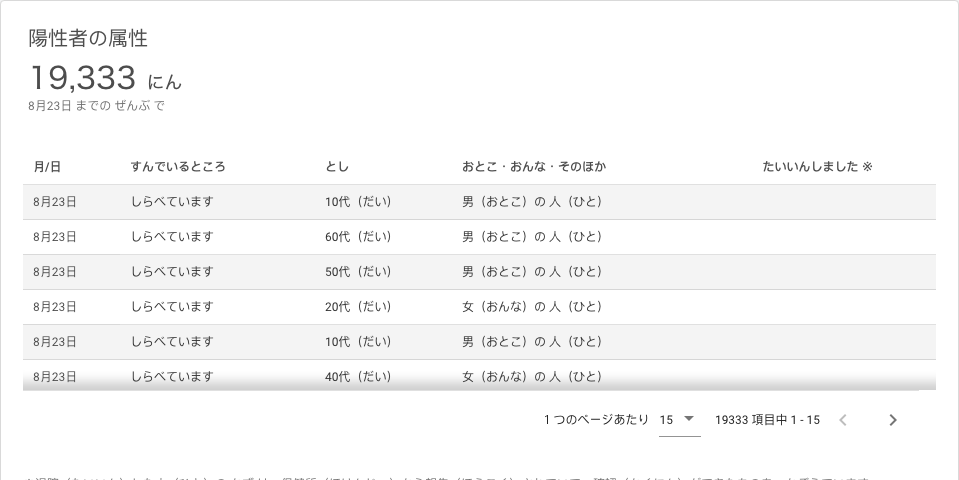 陽性者の属性
19,333 にん
8月23日 までの ぜんぶ で
月/日 すんでいるところ とし おとこ・おんな・そのほか たいいんしました ※
8月23日 しらべています 10代（だい） 男（おとこ）の 人（ひと）
8月23日 しらべています 60代（だい） 男（おとこ）の 人（ひと）
8月23日 しらべています 50代（だい） 男（おとこ）の 人（ひと）
8月23日 しらべています 20代（だい） 女（おんな）の 人（ひと）
8月23日 しらべています 10代（だい） 男（おとこ）の 人（ひと）
8月23日 しらべています 40代（だい） 女（おんな）の 人（ひと）
1 つのページあたり 15 19333 項目中 1 - 15